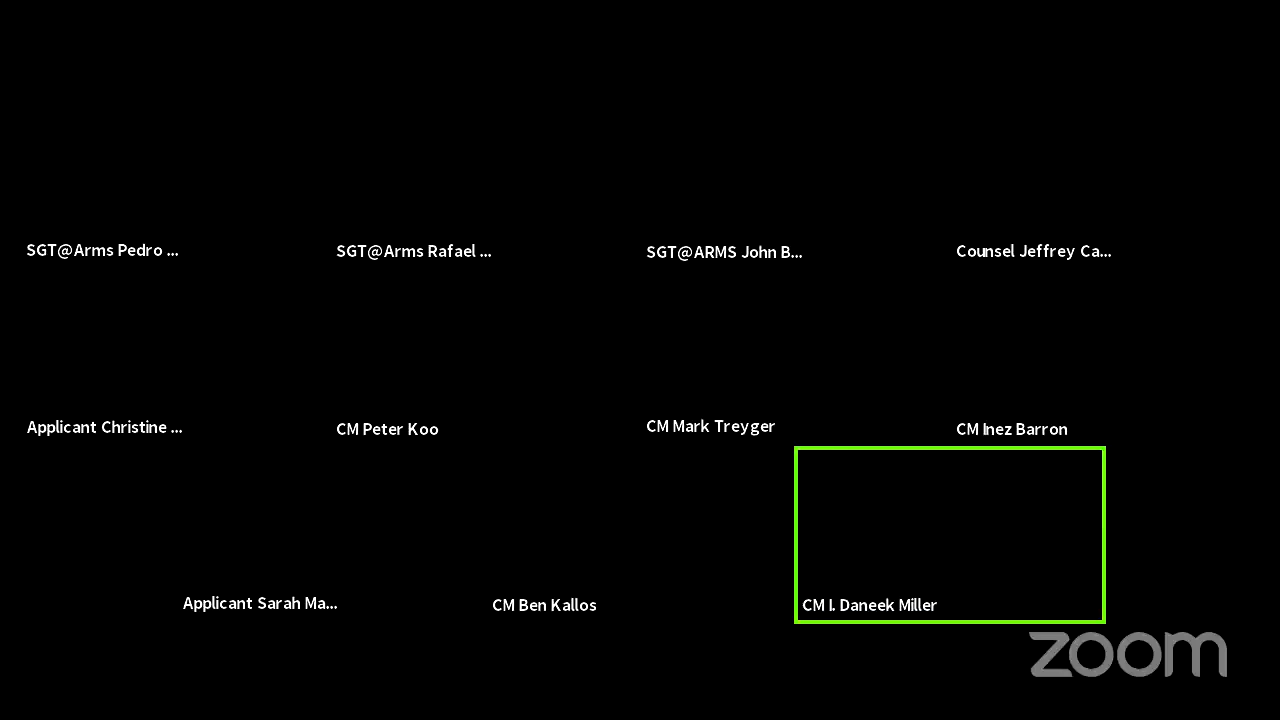 SGT@Arms Pedro ...
SGT@Arms Rafael ...
SGT@ARMS John B...
Counsel Jeffrey Ca...
Applicant Christine ...
CM Peter Koo
CM Mark Treyger
CM Inez Barron
Applicant Sarah Ma...
CM Ben Kallos
CM I. Daneek Miller
zoom